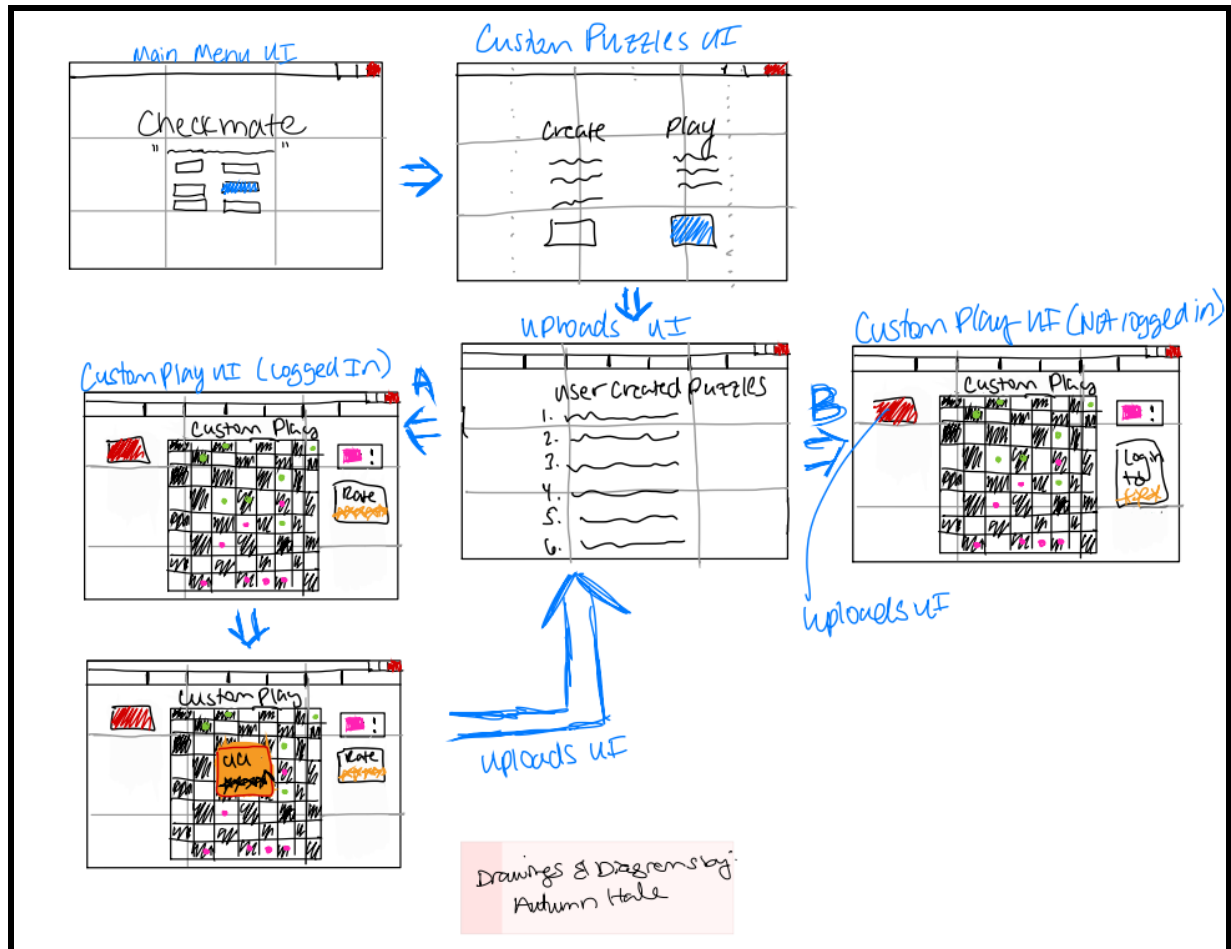 Main Menu UI
Custom Puzzles UI
Checkmate
" "
Create
Play
Uploads UI
User Created Puzzles
1.
2.
3.
4.
5.
6.
A
Custom Play UI (Logged In)
Custom Play
!
Rate
B
Custom Play UI (Not logged in)
Custom Play
!
Login
to
uploads UI
Custom Play
!
Rate
uploads UI
Drawings & Diagrams by:
Autumn Hale